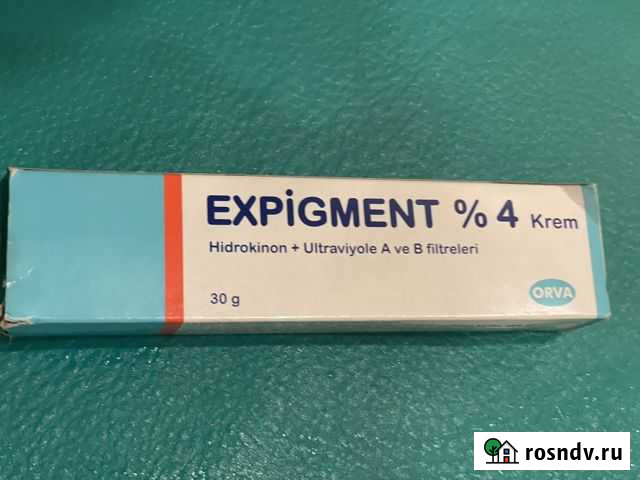 EXPİGMENT % 4 Krem
Hidrokinon + Ultraviyole A ve B filtreleri
30 g
ORVA
rosndv.ru